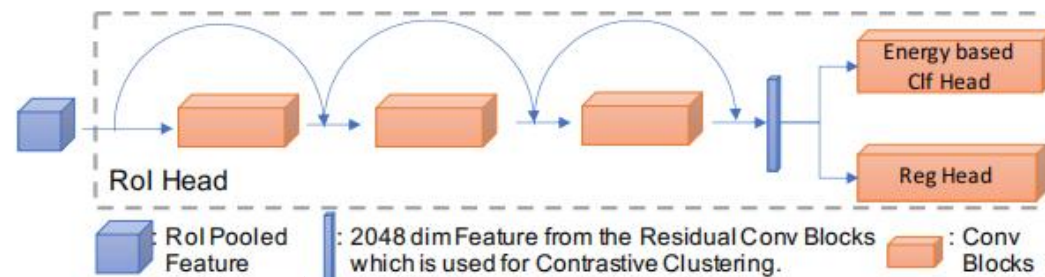 Energy based
Clf Head
RoI Head
Reg Head
: RoI Pooled
Feature
: 2048 dim Feature from the Residual Conv Blocks
which is used for Contrastive Clustering.
: Conv
Blocks